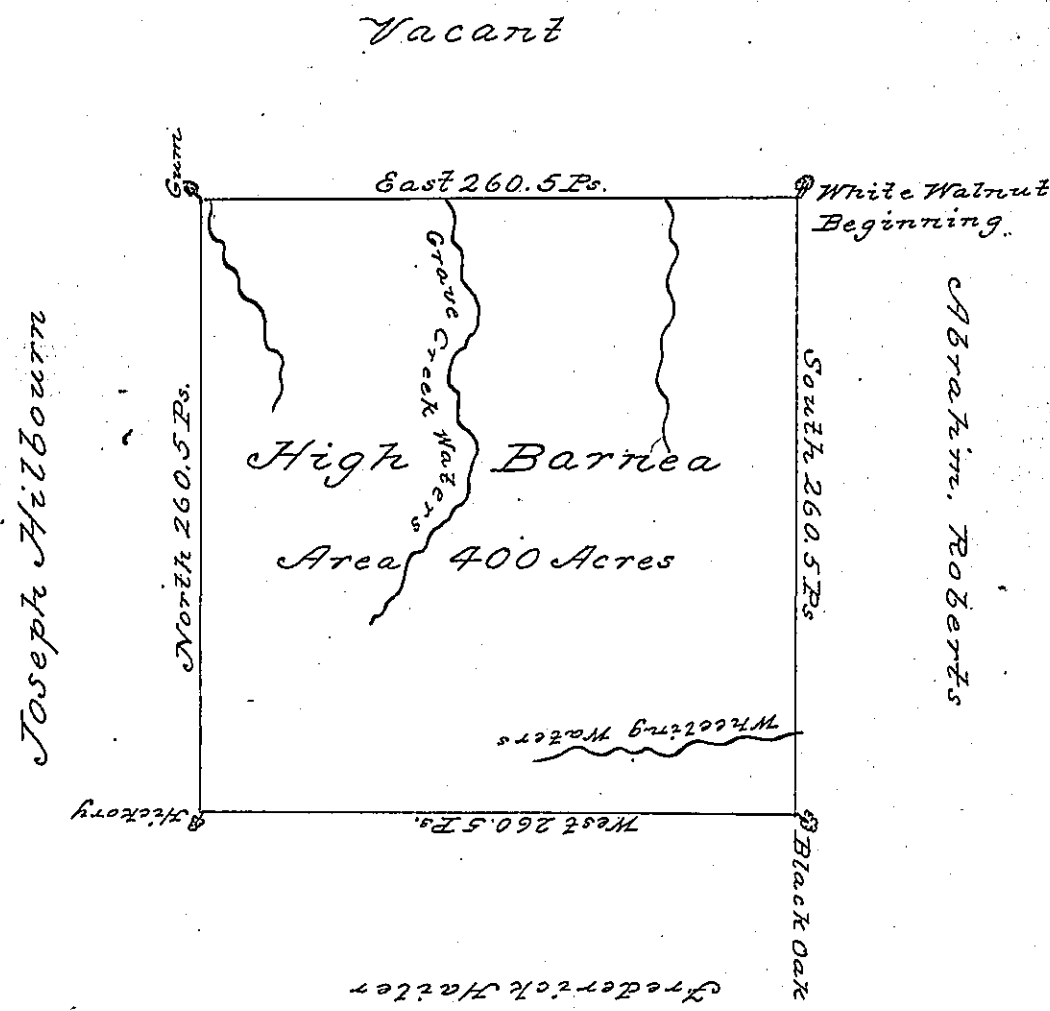 Vacant
Gum
East 260.5 Ps.
White Walnut
Beginning.
Joseph Hilbourn
North 260.5 Ps.
Grave Creek Waters
South 260.5 Ps
Abrahim. Roberts
High Barnea
Area 400 Acres
Wheeling Waters
Hickory
West 260.5 Ps.
Black Oak
Frederick Haiter